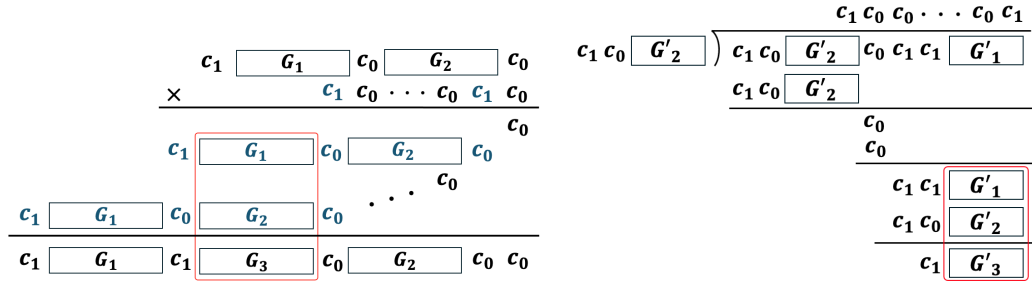 c₁ G₁ c₀ G₂ c₀
× c₁ c₀ · · · c₀ c₁ c₀
c₀
c₁ G₁ c₀ G₂ c₀
· · · c₀
c₁ G₁ c₀ G₂ c₀
c₁ G₁ c₁ G₃ c₀ G₂ c₀ c₀
c₁ c₀ c₀ · · · c₀ c₁
c₁ c₀ G'₂ ) c₁ c₀ G'₂ c₀ c₁ c₁ G'₁
c₁ c₀ G'₂
c₀
c₀
c₁ c₁ G'₁
c₁ c₀ G'₂
c₁ G'₃